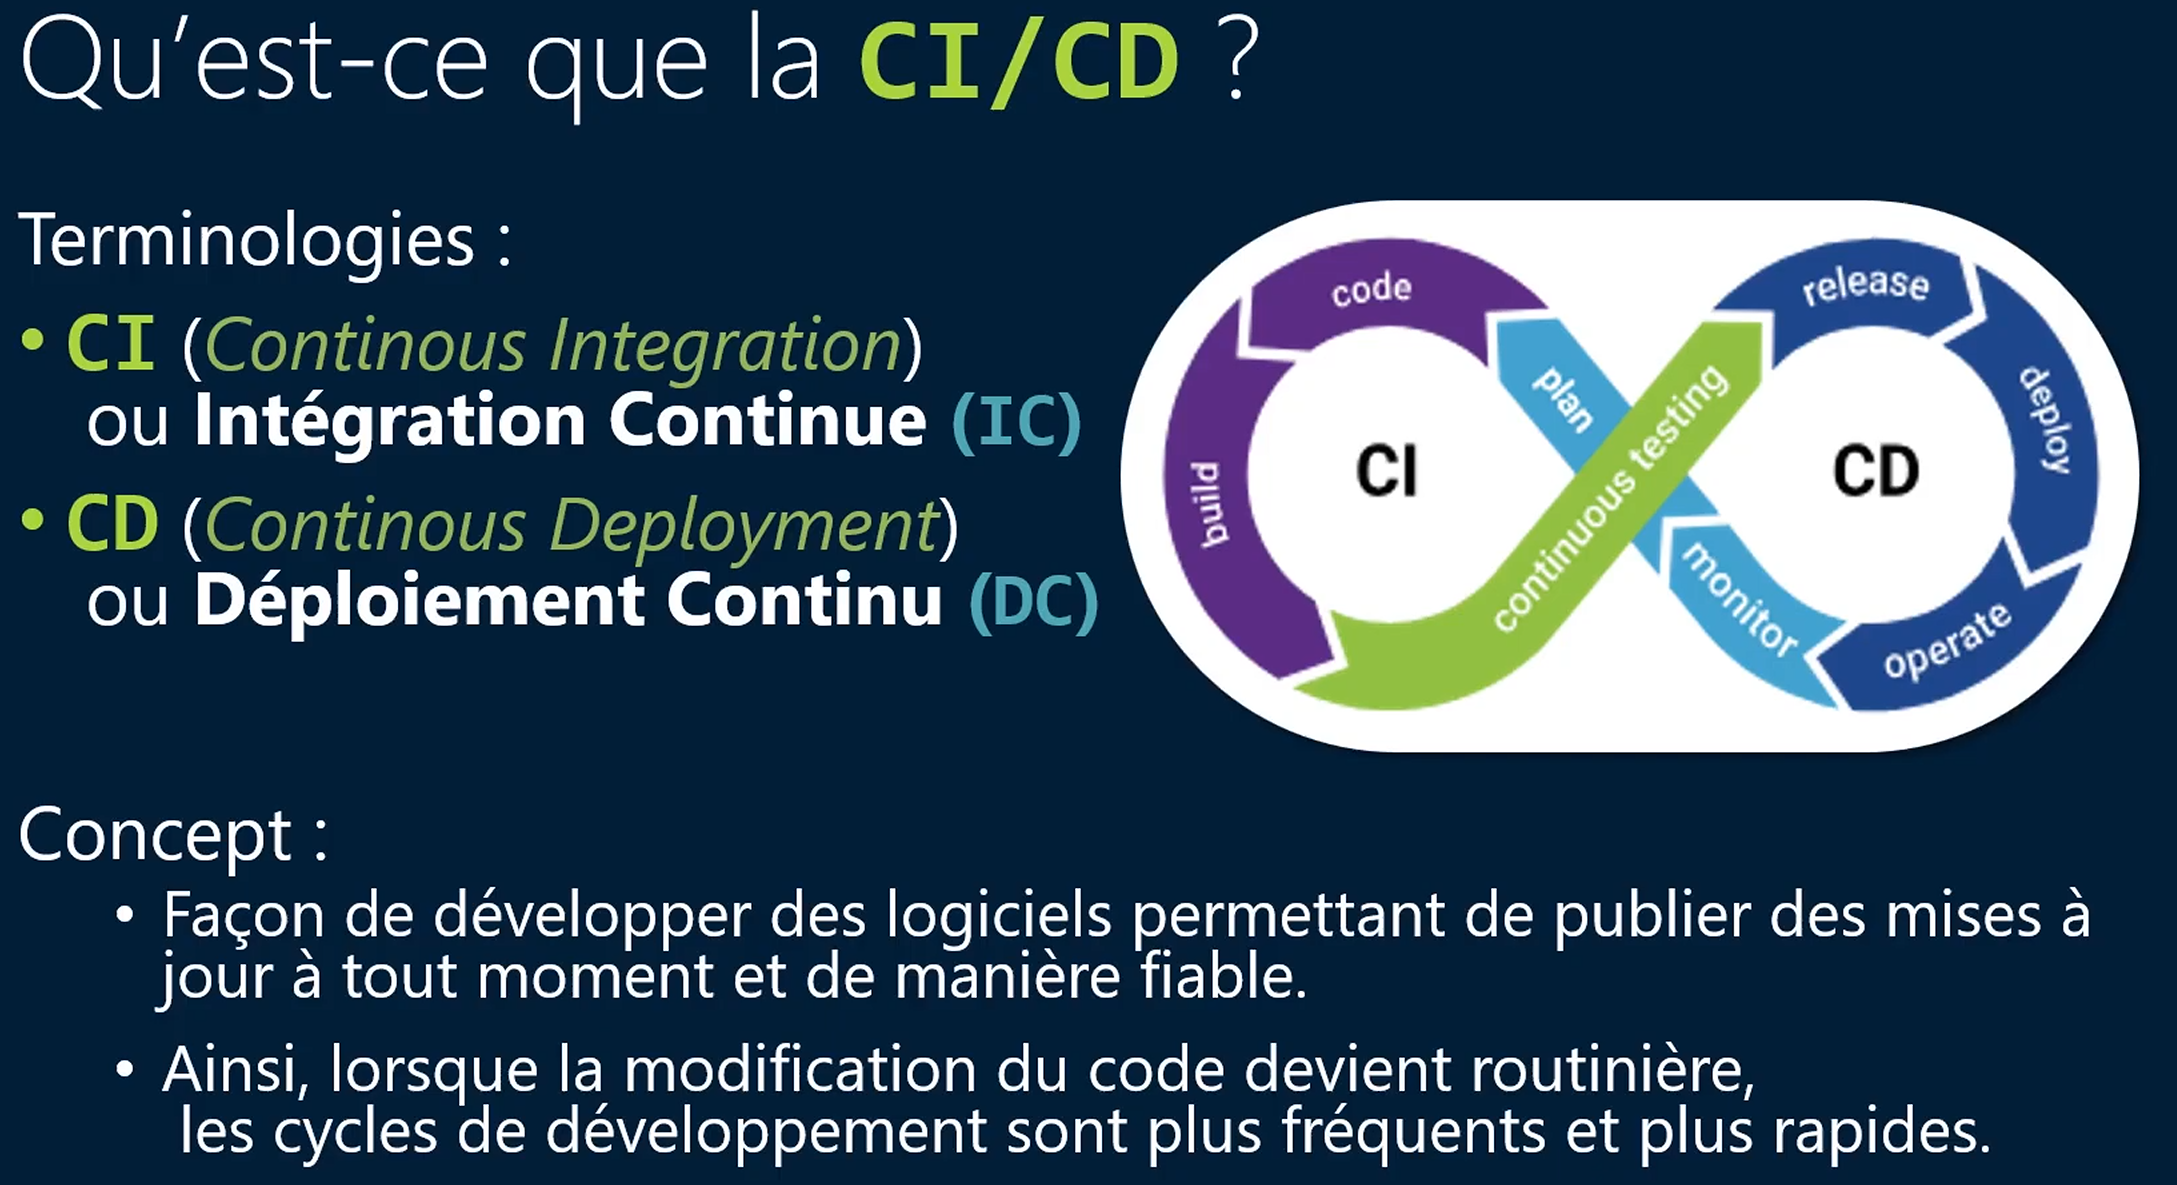 Qu’est-ce que la CI/CD ?
Terminologies :
• CI (Continous Integration)
ou Intégration Continue (IC)
• CD (Continous Deployment)
ou Déploiement Continu (DC)
code
build
CI
plan
continuous testing
release
deploy
CD
operate
monitor
Concept :
• Façon de développer des logiciels permettant de publier des mises à
jour à tout moment et de manière fiable.
• Ainsi, lorsque la modification du code devient routinière,
les cycles de développement sont plus fréquents et plus rapides.